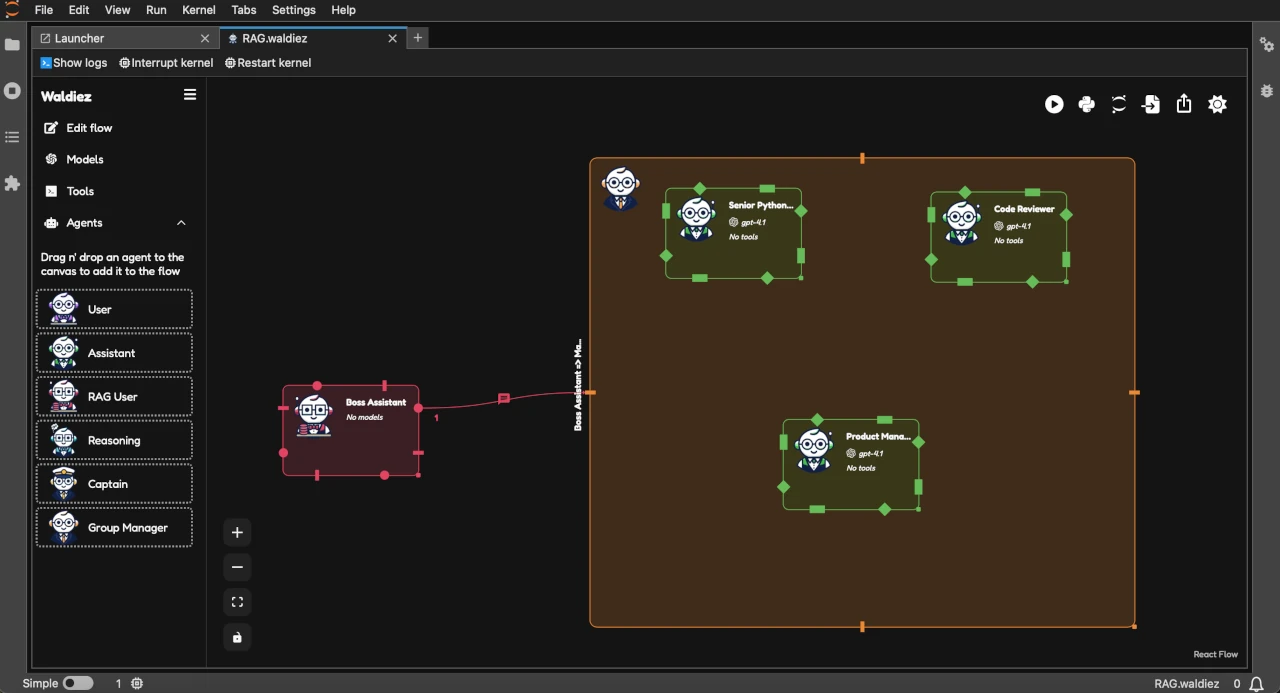 File Edit View Run Kernel Tabs Settings Help
Launcher
RAG.waldiez
Show logs Interrupt kernel Restart kernel
Waldiez
Edit flow
Models
Tools
Agents
Drag n' drop an agent to the
canvas to add it to the flow
User
Assistant
RAG User
Reasoning
Captain
Group Manager
Boss Assistant
No models
1
Boss Assistant => Ma...
Senior Python...
gpt-4.1
No tools
Code Reviewer
gpt-4.1
No tools
Product Mana...
gpt-4.1
No tools
React Flow
Simple
1
RAG.waldiez
0